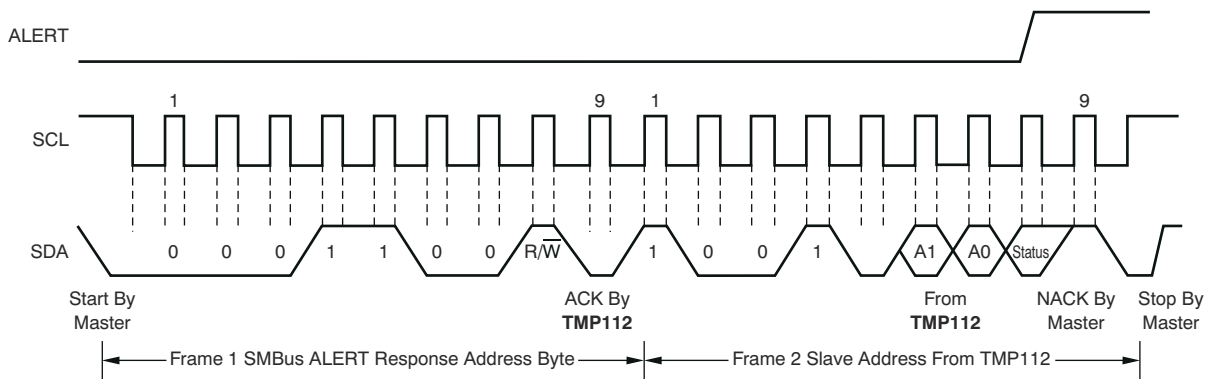 ALERT
1 9 1 9
SCL
SDA
0 0 0 1 1 0 0 R/W̅ 1 0 0 1 A1 A0 Status
Start By
Master
ACK By
TMP112
From
TMP112
NACK By
Master
Stop By
Master
Frame 1 SMBus ALERT Response Address Byte
Frame 2 Slave Address From TMP112